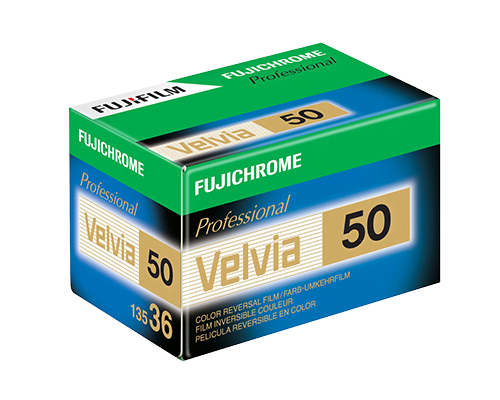 FUJIFILM
FUJICHROME
Professional
Velvia 50
FUJICHROME
Professional
Velvia 50
135 36
FUJICHROME
Professional
Velvia 50
COLOR REVERSAL FILM/FARB-UMKEHRFILM
FILM INVERSIBLE COULEUR
PELICULA REVERSIBLE EN COLOR